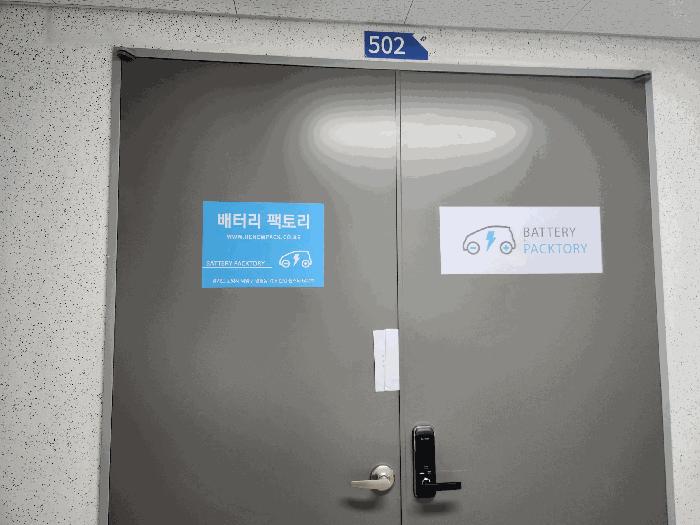 502
배터리 팩토리
BATTERY PACKTORY
BATTERY
PACKTORY